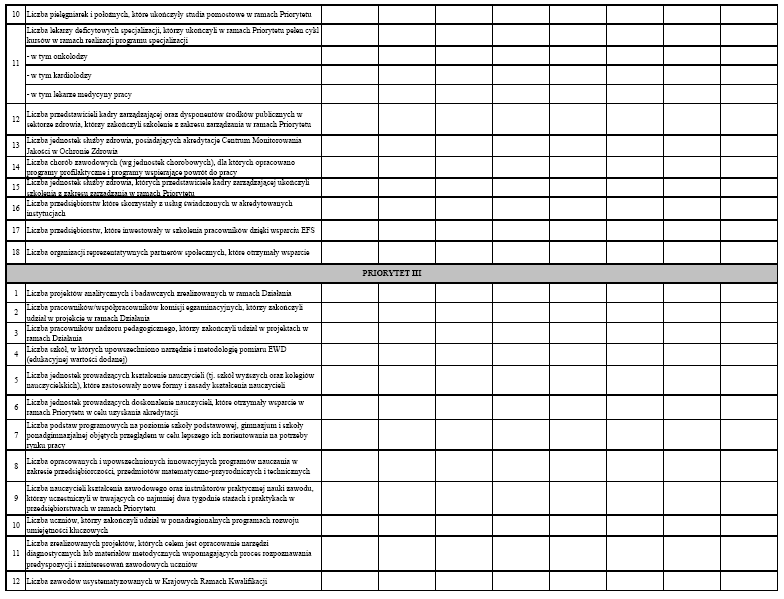 10 Liczba pielęgniarek i położnych, które ukończyły studia pomostowe w ramach Priorytetu
11 Liczba lekarzy deficytowych specjalizacji, którzy ukończyli w ramach Priorytetu pełen cykl
kursów w ramach realizacji programu specjalizacji
- w tym onkolodzy
- w tym kardiolodzy
- w tym lekarze medycyny pracy
12 Liczba przedstawicieli kadry zarządzającej oraz dysponentów środków publicznych w
sektorze zdrowia, którzy zakończyli szkolenie z zakresu zarządzania w ramach Priorytetu
13 Liczba jednostek służby zdrowia, posiadających akredytację Centrum Monitorowania
Jakości w Ochronie Zdrowia
14 Liczba chorób zawodowych (wg jednostek chorobowych), dla których opracowano
programy profilaktyczne i programy wspierające powrót do pracy
15 Liczba jednostek służby zdrowia, których przedstawiciele kadry zarządzającej ukończyli
szkolenia z zakresu zarządzania w ramach Priorytetu
16 Liczba przedsiębiorstw które skorzystały z usług świadczonych w akredytowanych
instytucjach
17 Liczba przedsiębiorstw, które inwestowały w szkolenia pracowników dzięki wsparciu EFS
18 Liczba organizacji reprezentatywnych partnerów społecznych, które otrzymały wsparcie
PRIORYTET III
1 Liczba projektów analitycznych i badawczych zrealizowanych w ramach Działania
2 Liczba pracowników/współpracowników komisji egzaminacyjnych, którzy zakończyli
udział w projekcie w ramach Działania
3 Liczba pracowników nadzoru pedagogicznego, którzy zakończyli udział w projektach w
ramach Działania
4 Liczba szkół, w których upowszechniono narzędzie i metodologię pomiaru EWD
(edukacyjnej wartości dodanej)
5 Liczba jednostek prowadzących kształcenie nauczycieli (tj. szkół wyższych oraz kolegiów
nauczycielskich), które zastosowały nowe formy i zasady kształcenia nauczycieli
6 Liczba jednostek prowadzących doskonalenie nauczycieli, które otrzymały wsparcie w
ramach Priorytetu w celu uzyskania akredytacji
7 Liczba podstaw programowych na poziomie szkoły podstawowej, gimnazjum i szkoły
ponadgimnazjalnej objętych przeglądem w celu lepszego ich zorientowania na potrzeby
rynku pracy
8 Liczba opracowanych i upowszechnionych innowacyjnych programów nauczania w
zakresie przedsiębiorczości, przedmiotów matematyczno-przyrodniczych i technicznych
9 Liczba nauczycieli kształcenia zawodowego oraz instruktorów praktycznej nauki zawodu,
którzy uczestniczyli w trwających co najmniej dwa tygodnie stażach i praktykach w
przedsiębiorstwach w ramach Priorytetu
10 Liczba uczniów, którzy zakończyli udział w ponadregionalnych programach rozwoju
umiejętności kluczowych
11 Liczba zrealizowanych projektów, których celem jest opracowanie narzędzi
diagnostycznych lub materiałów metodycznych wspomagających proces rozpoznawania
predyspozycji i zainteresowań zawodowych uczniów
12 Liczba zawodów usystematyzowanych w Krajowych Ramach Kwalifikacji